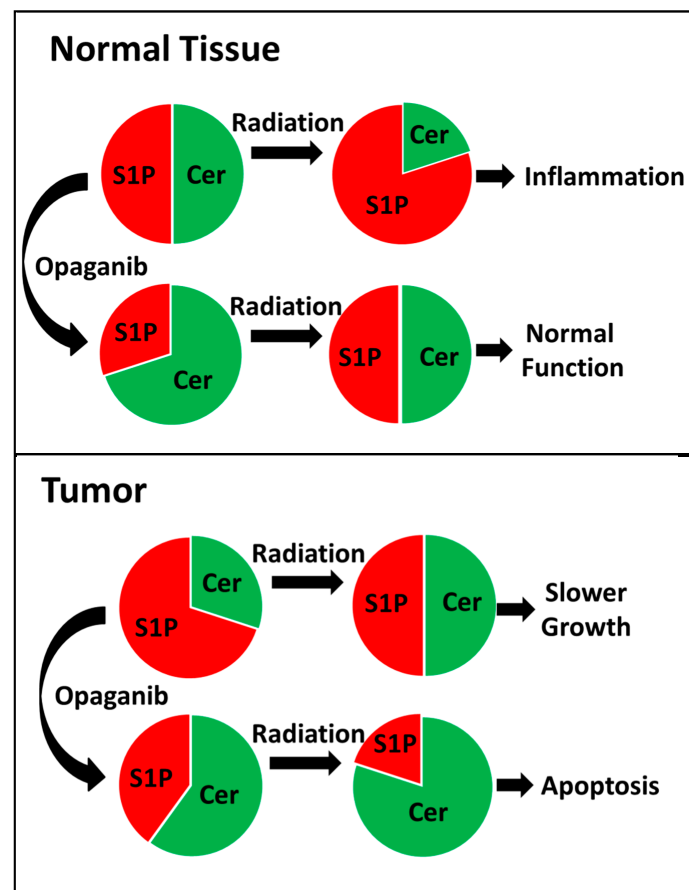 Normal Tissue
Radiation
S1P
Cer
Cer
S1P
Inflammation
Opaganib
Radiation
S1P
Cer
S1P
Cer
Normal
Function
Tumor
Radiation
Cer
S1P
S1P
Cer
Slower
Growth
Opaganib
Radiation
S1P
Cer
S1P
Cer
Apoptosis